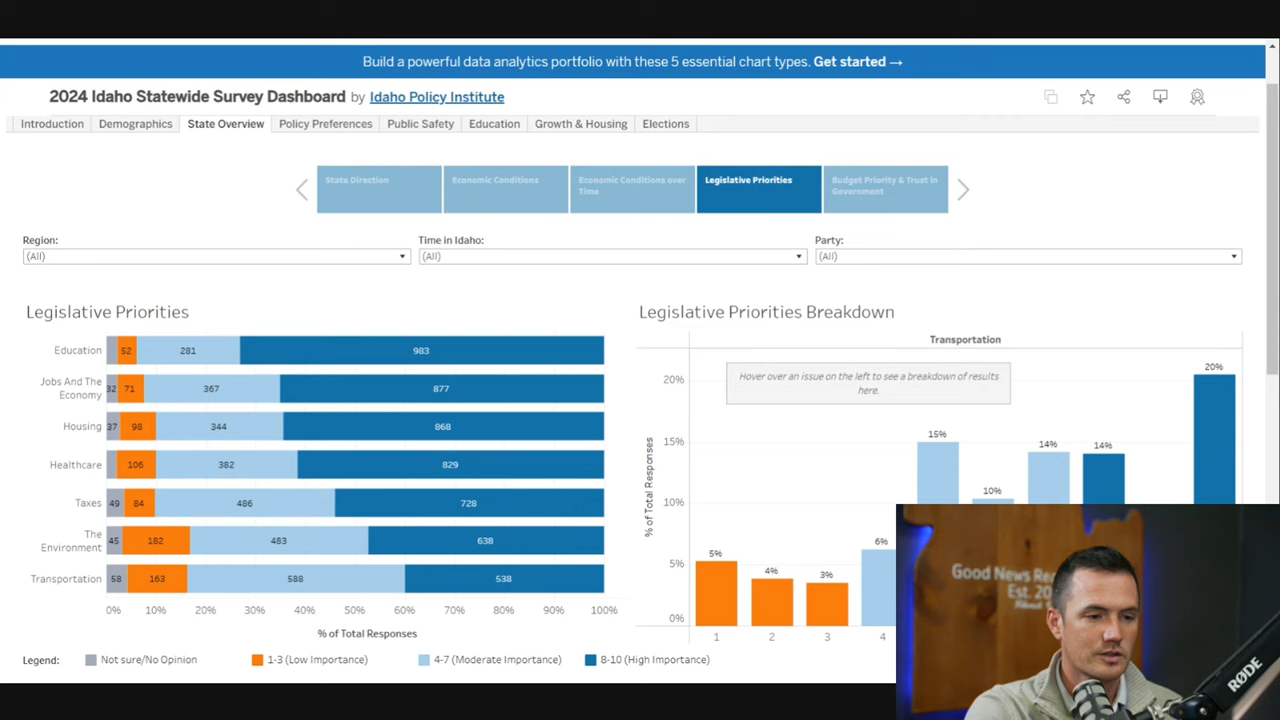 Build a powerful data analytics portfolio with these 5 essential chart types. Get started →
2024 Idaho Statewide Survey Dashboard by Idaho Policy Institute
Introduction Demographics State Overview Policy Preferences Public Safety Education Growth & Housing Elections
State Direction
Economic Conditions
Economic Conditions over
Time
Legislative Priorities
Budget Priority & Trust in
Government
Region: Time in Idaho: Party:
(All) (All) (All)
Legislative Priorities
Education 52 281 983
Jobs And The
Economy
32 71 367 877
Housing 37 98 344 868
Healthcare 106 382 829
Taxes 49 84 486 728
The
Environment
45 182 483 638
Transportation 58 163 588 538
0% 10% 20% 30% 40% 50% 60% 70% 80% 90% 100%
% of Total Responses
Legend: Not sure/No Opinion 1-3 (Low Importance) 4-7 (Moderate Importance) 8-10 (High Importance)
Legislative Priorities Breakdown
Transportation
Hover over an issue on the left to see a breakdown of results
here.
% of Total Responses
20%
15%
10%
5%
0%
5% 4% 3% 6% 15% 10% 14% 14% 20%
1 2 3 4
Good News Re
Est. 20
RØDE